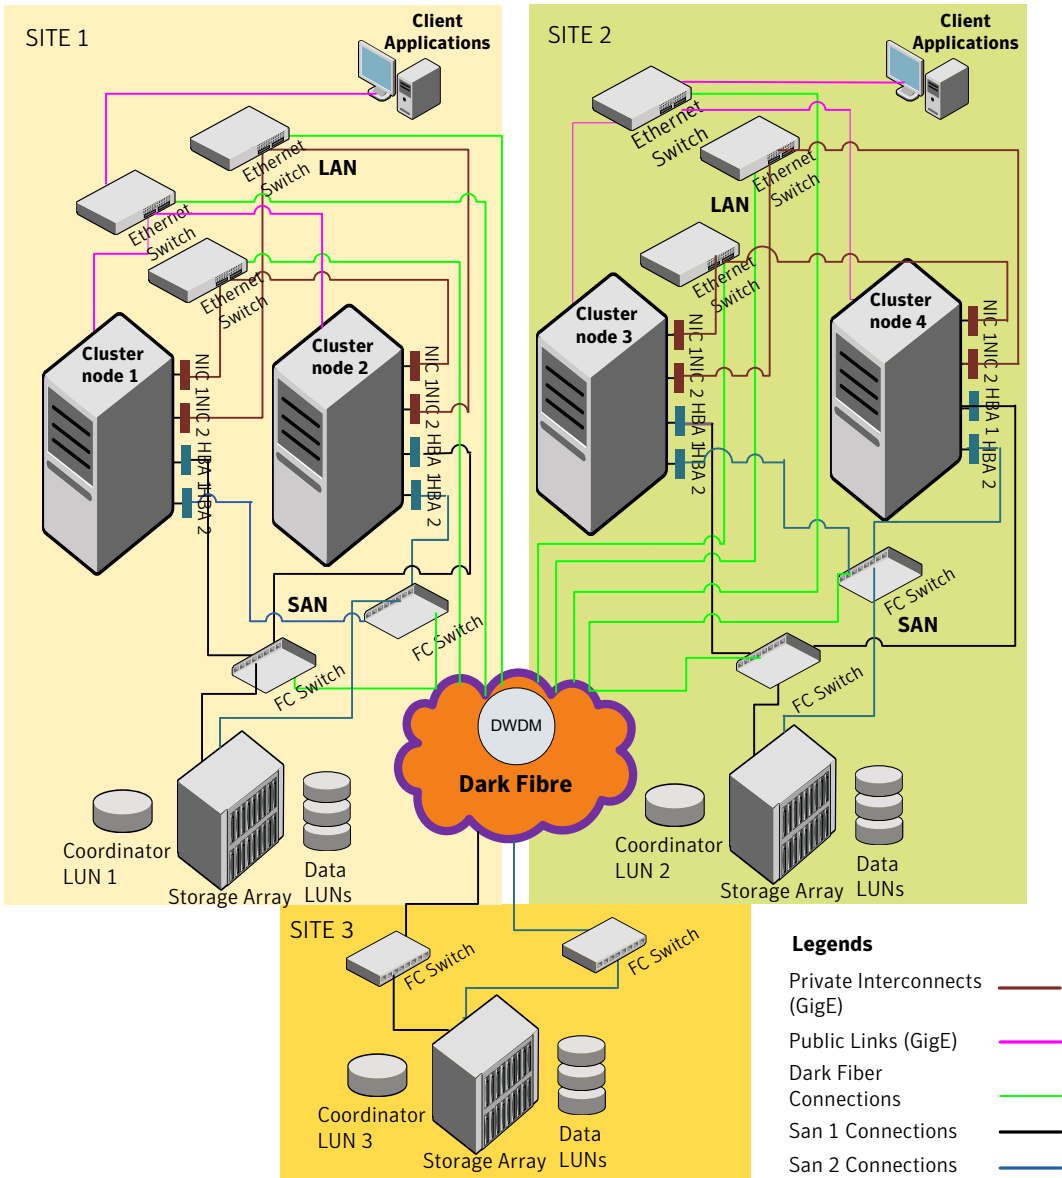 SITE 1
Client
Applications
Ethernet
Switch
LAN
Ethernet
Switch
Ethernet
Switch
Cluster
node 1
NIC 1
NIC 2
HBA 1
HBA 2
Cluster
node 2
NIC 1
NIC 2
HBA 1
HBA 2
SAN
FC Switch
FC Switch
Coordinator
LUN 1
Storage Array
Data
LUNs
SITE 2
Client
Applications
Ethernet
Switch
Ethernet
Switch
LAN
Ethernet
Switch
Cluster
node 3
NIC 1
NIC 2
HBA 1
HBA 2
Cluster
node 4
NIC 1
NIC 2
HBA 1
HBA 2
FC Switch
SAN
FC Switch
Coordinator
LUN 2
Storage Array
Data
LUNs
DWDM
Dark Fibre
SITE 3
FC Switch
FC Switch
Coordinator
LUN 3
Storage Array
Data
LUNs
Legends
Private Interconnects
(GigE)
Public Links (GigE)
Dark Fiber
Connections
San 1 Connections
San 2 Connections